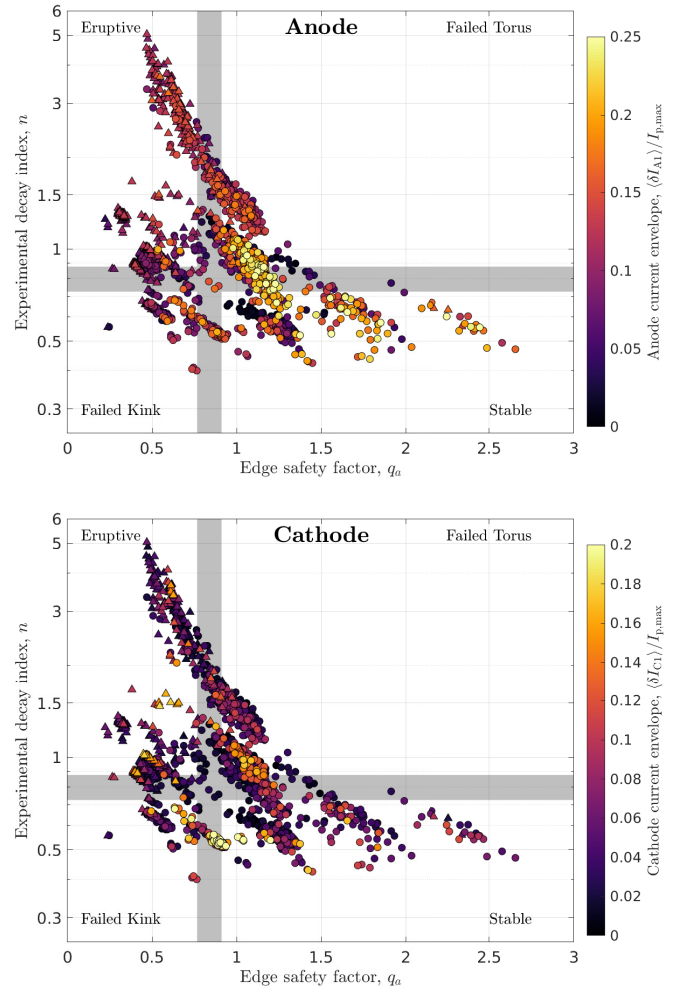 Anode
Eruptive
Failed Torus
Failed Kink
Stable
6
5
3
1.5
1
0.5
0.3
Experimental decay index, n
0
0.5
1
1.5
2
2.5
3
Edge safety factor, qₐ
0.25
0.2
0.15
0.1
0.05
0
Anode current envelope, ⟨δI_A1⟩/I_p,max
Cathode
Eruptive
Failed Torus
Failed Kink
Stable
6
5
3
1.5
1
0.5
0.3
Experimental decay index, n
0
0.5
1
1.5
2
2.5
3
Edge safety factor, qₐ
0.2
0.18
0.16
0.14
0.12
0.1
0.08
0.06
0.04
0.02
0
Cathode current envelope, ⟨δI_C1⟩/I_p,max